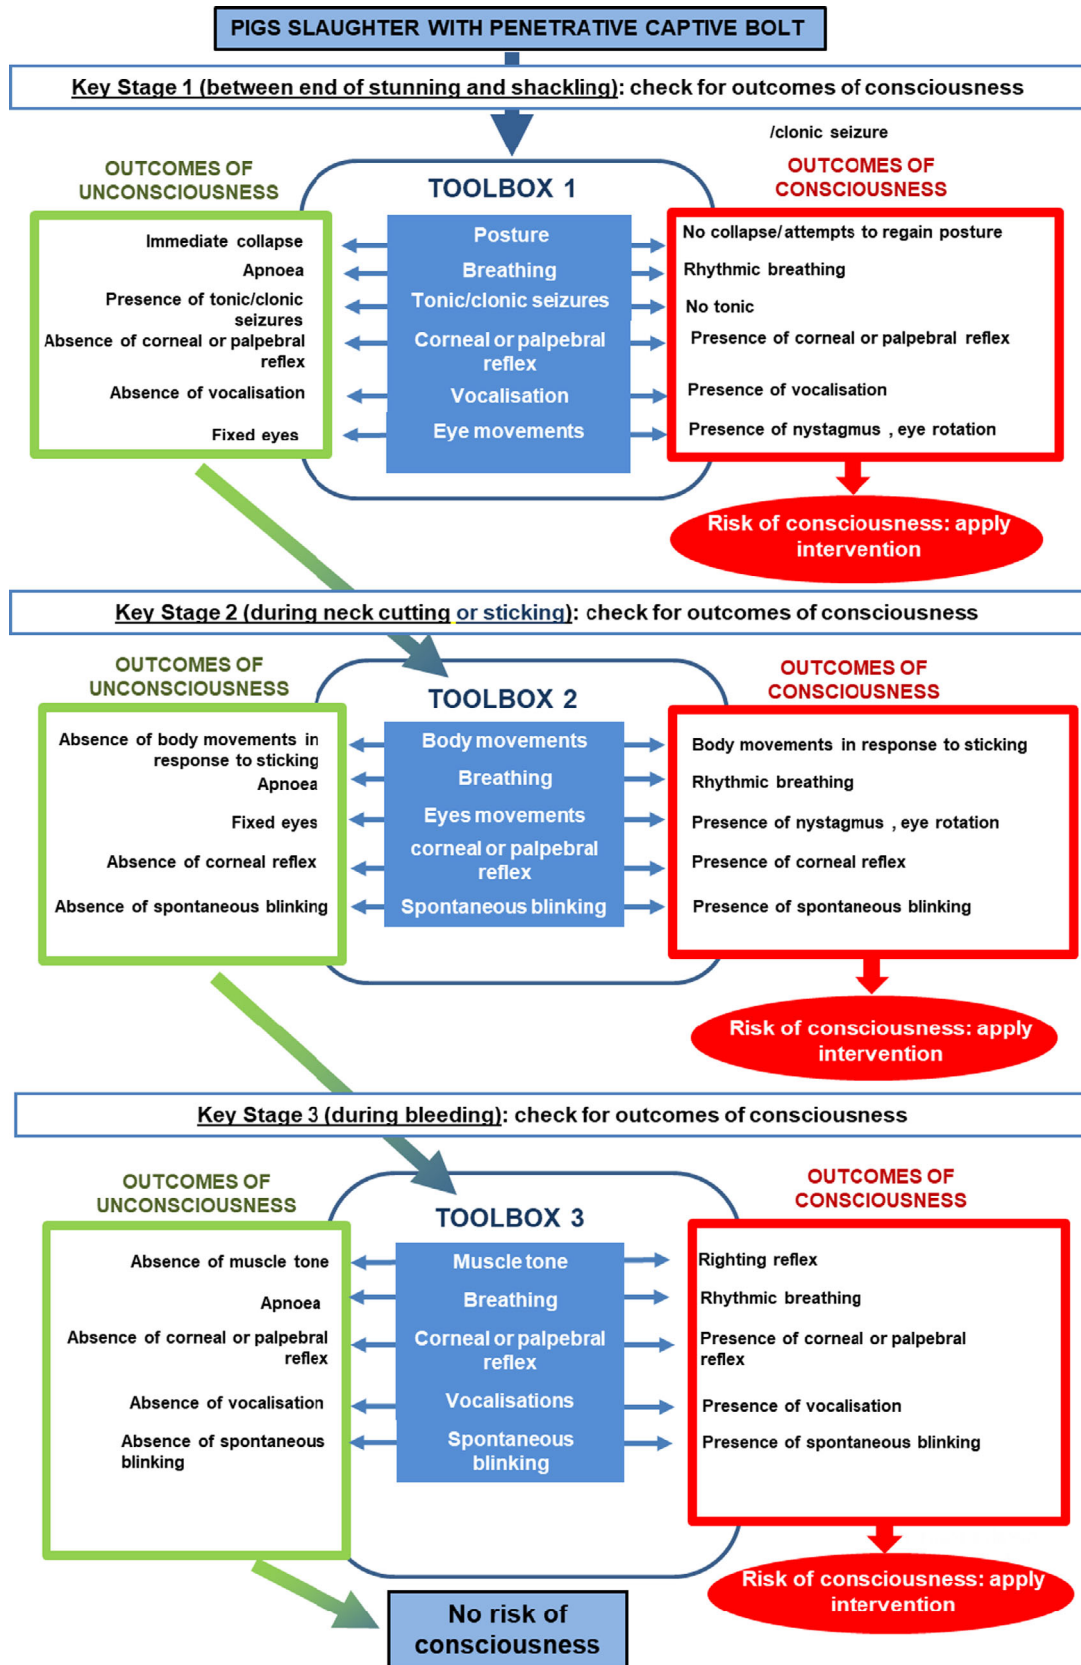 PIGS SLAUGHTER WITH PENETRATIVE CAPTIVE BOLT
Key Stage 1 (between end of stunning and shackling): check for outcomes of consciousness
/clonic seizure
OUTCOMES OF
UNCONSCIOUSNESS
TOOLBOX 1
OUTCOMES OF
CONSCIOUSNESS
Immediate collapse
Posture
No collapse/ attempts to regain posture
Apnoea
Breathing
Rhythmic breathing
Presence of tonic/clonic
seizures
Tonic/clonic seizures
No tonic
Absence of corneal or palpebral
reflex
Corneal or palpebral
reflex
Presence of corneal or palpebral reflex
Absence of vocalisation
Vocalisation
Presence of vocalisation
Fixed eyes
Eye movements
Presence of nystagmus , eye rotation
Risk of consciousness: apply
intervention
Key Stage 2 (during neck cutting or sticking): check for outcomes of consciousness
OUTCOMES OF
UNCONSCIOUSNESS
TOOLBOX 2
OUTCOMES OF
CONSCIOUSNESS
Absence of body movements in
response to sticking
Body movements
Body movements in response to sticking
Apnoea
Breathing
Rhythmic breathing
Fixed eyes
Eyes movements
Presence of nystagmus , eye rotation
Absence of corneal reflex
corneal or palpebral
reflex
Presence of corneal reflex
Absence of spontaneous blinking
Spontaneous blinking
Presence of spontaneous blinking
Risk of consciousness: apply
intervention
Key Stage 3 (during bleeding): check for outcomes of consciousness
OUTCOMES OF
UNCONSCIOUSNESS
TOOLBOX 3
OUTCOMES OF
CONSCIOUSNESS
Absence of muscle tone
Muscle tone
Righting reflex
Apnoea
Breathing
Rhythmic breathing
Absence of corneal or palpebral
reflex
Corneal or palpebral
reflex
Presence of corneal or palpebral
reflex
Absence of vocalisation
Vocalisations
Presence of vocalisation
Absence of spontaneous
blinking
Spontaneous
blinking
Presence of spontaneous blinking
Risk of consciousness: apply
intervention
No risk of
consciousness